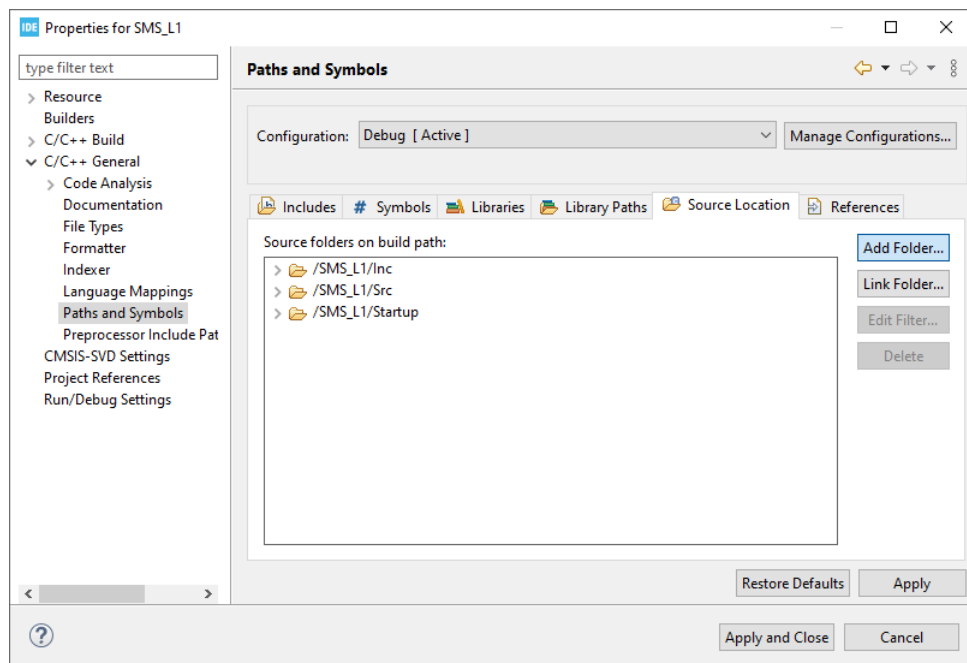 IDE Properties for SMS_L1
type filter text
Resource
Builders
C/C++ Build
C/C++ General
Code Analysis
Documentation
File Types
Formatter
Indexer
Language Mappings
Paths and Symbols
Preprocessor Include Pat
CMSIS-SVD Settings
Project References
Run/Debug Settings
Paths and Symbols
Configuration: Debug [ Active ] Manage Configurations...
Includes # Symbols Libraries Library Paths Source Location References
Source folders on build path:
/SMS_L1/Inc
/SMS_L1/Src
/SMS_L1/Startup
Add Folder...
Link Folder...
Edit Filter...
Delete
Restore Defaults Apply
? Apply and Close Cancel